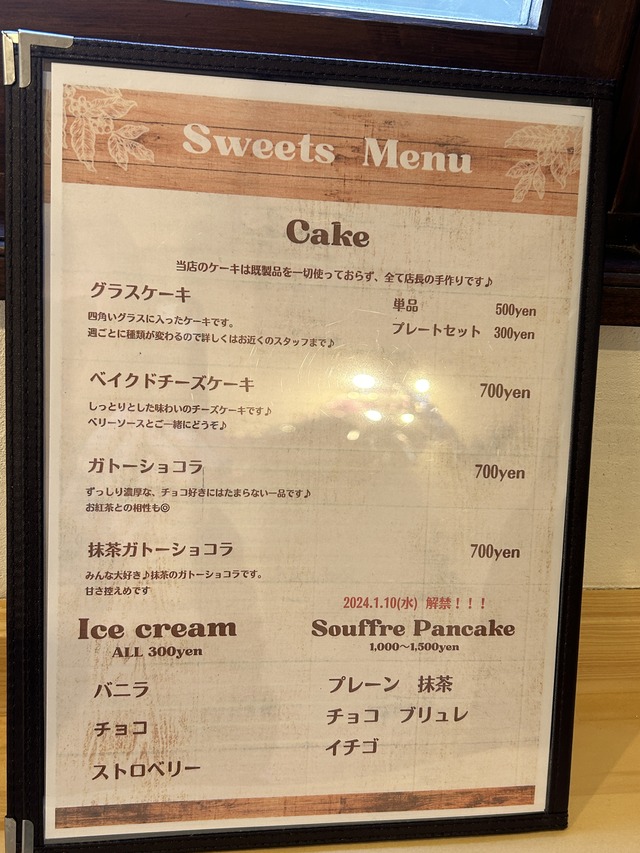 Sweets Menu
Cake
当店のケーキは既製品を一切使っておらず、全て店長の手作りです♪
グラスケーキ
単品 500yen
四角いグラスに入ったケーキです。
プレートセット 300yen
週ごとに種類が変わるので詳しくはお近くのスタッフまで♪
ベイクドチーズケーキ 700yen
しっとりとした味わいのチーズケーキです♪
ベリーソースとご一緒にどうぞ♪
ガトーショコラ 700yen
ずっしり濃厚な、チョコ好きにはたまらない一品です♪
お紅茶との相性も◎
抹茶ガトーショコラ 700yen
みんな大好き♪抹茶のガトーショコラです。
甘さ控えめです
2024.1.10(水) 解禁！！！
Ice cream
ALL 300yen
バニラ
チョコ
ストロベリー
Souffre Pancake
1,000〜1,500yen
プレーン 抹茶
チョコ ブリュレ
イチゴ